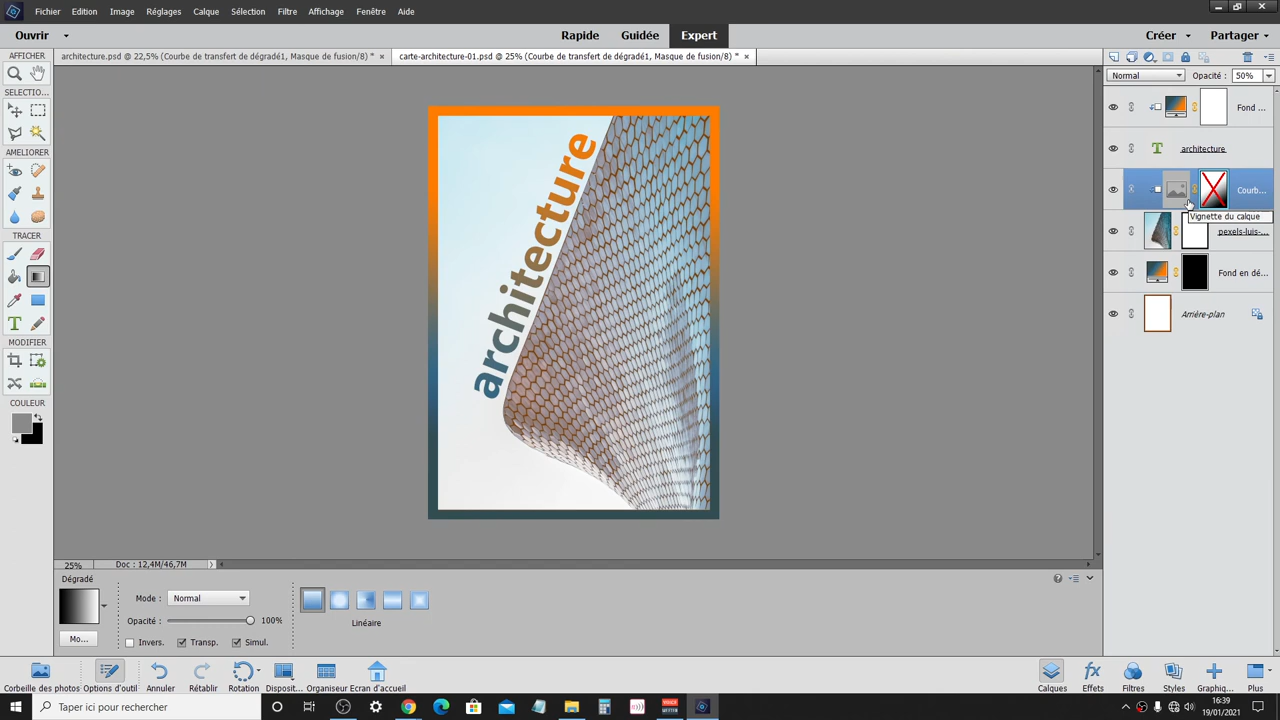 Fichier Edition Image Réglages Calque Sélection Filtre Affichage Fenêtre Aide
Ouvrir Rapide Guidée Expert Créer Partager
AFFICHER
architecture.psd @ 22,5% (Courbe de transfert de dégradé1, Masque de fusion/8) * ×
carte-architecture-01.psd @ 25% (Courbe de transfert de dégradé1, Masque de fusion/8) * ×
Normal Opacité : 50%
SELECTIO...
AMELIORER
TRACER
MODIFIER
COULEUR
architecture
Fond ...
architecture
Courb...
Vignette du calque
pexels-luis-...
Fond en dé...
Arrière-plan
25% Doc : 12,4M/46,7M
Dégradé
Mode : Normal
Opacité : 100%
Linéaire
Mo... Invers. Transp. Simul.
Corbeille des photos Options d'outil Annuler Rétablir Rotation Disposit... Organiseur Ecran d'accueil Calques Effets Filtres Styles Graphiq... Plus
Taper ici pour rechercher
16:39
19/01/2021